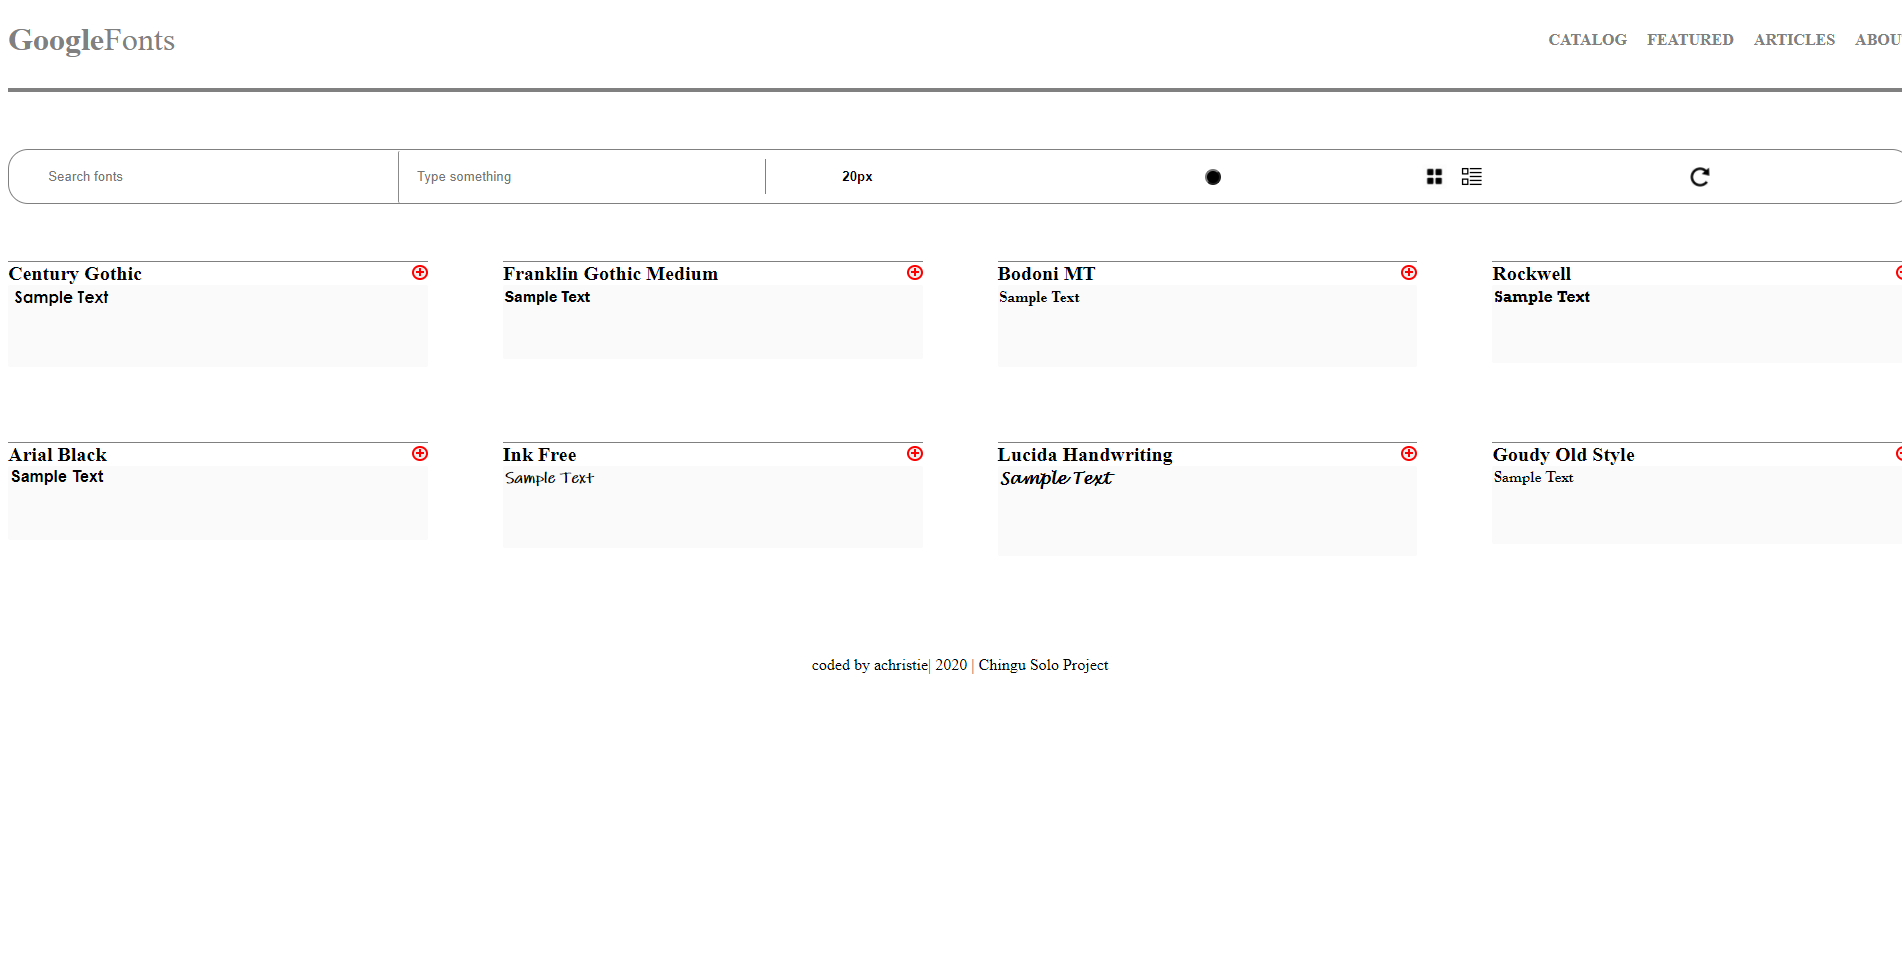 GoogleFonts
CATALOG FEATURED ARTICLES ABOU
Search fonts Type something 20px
Century Gothic Franklin Gothic Medium Bodoni MT Rockwell
Sample Text Sample Text Sample Text Sample Text
Arial Black Ink Free Lucida Handwriting Goudy Old Style
Sample Text Sample Text Sample Text Sample Text
coded by achristie| 2020 | Chingu Solo Project